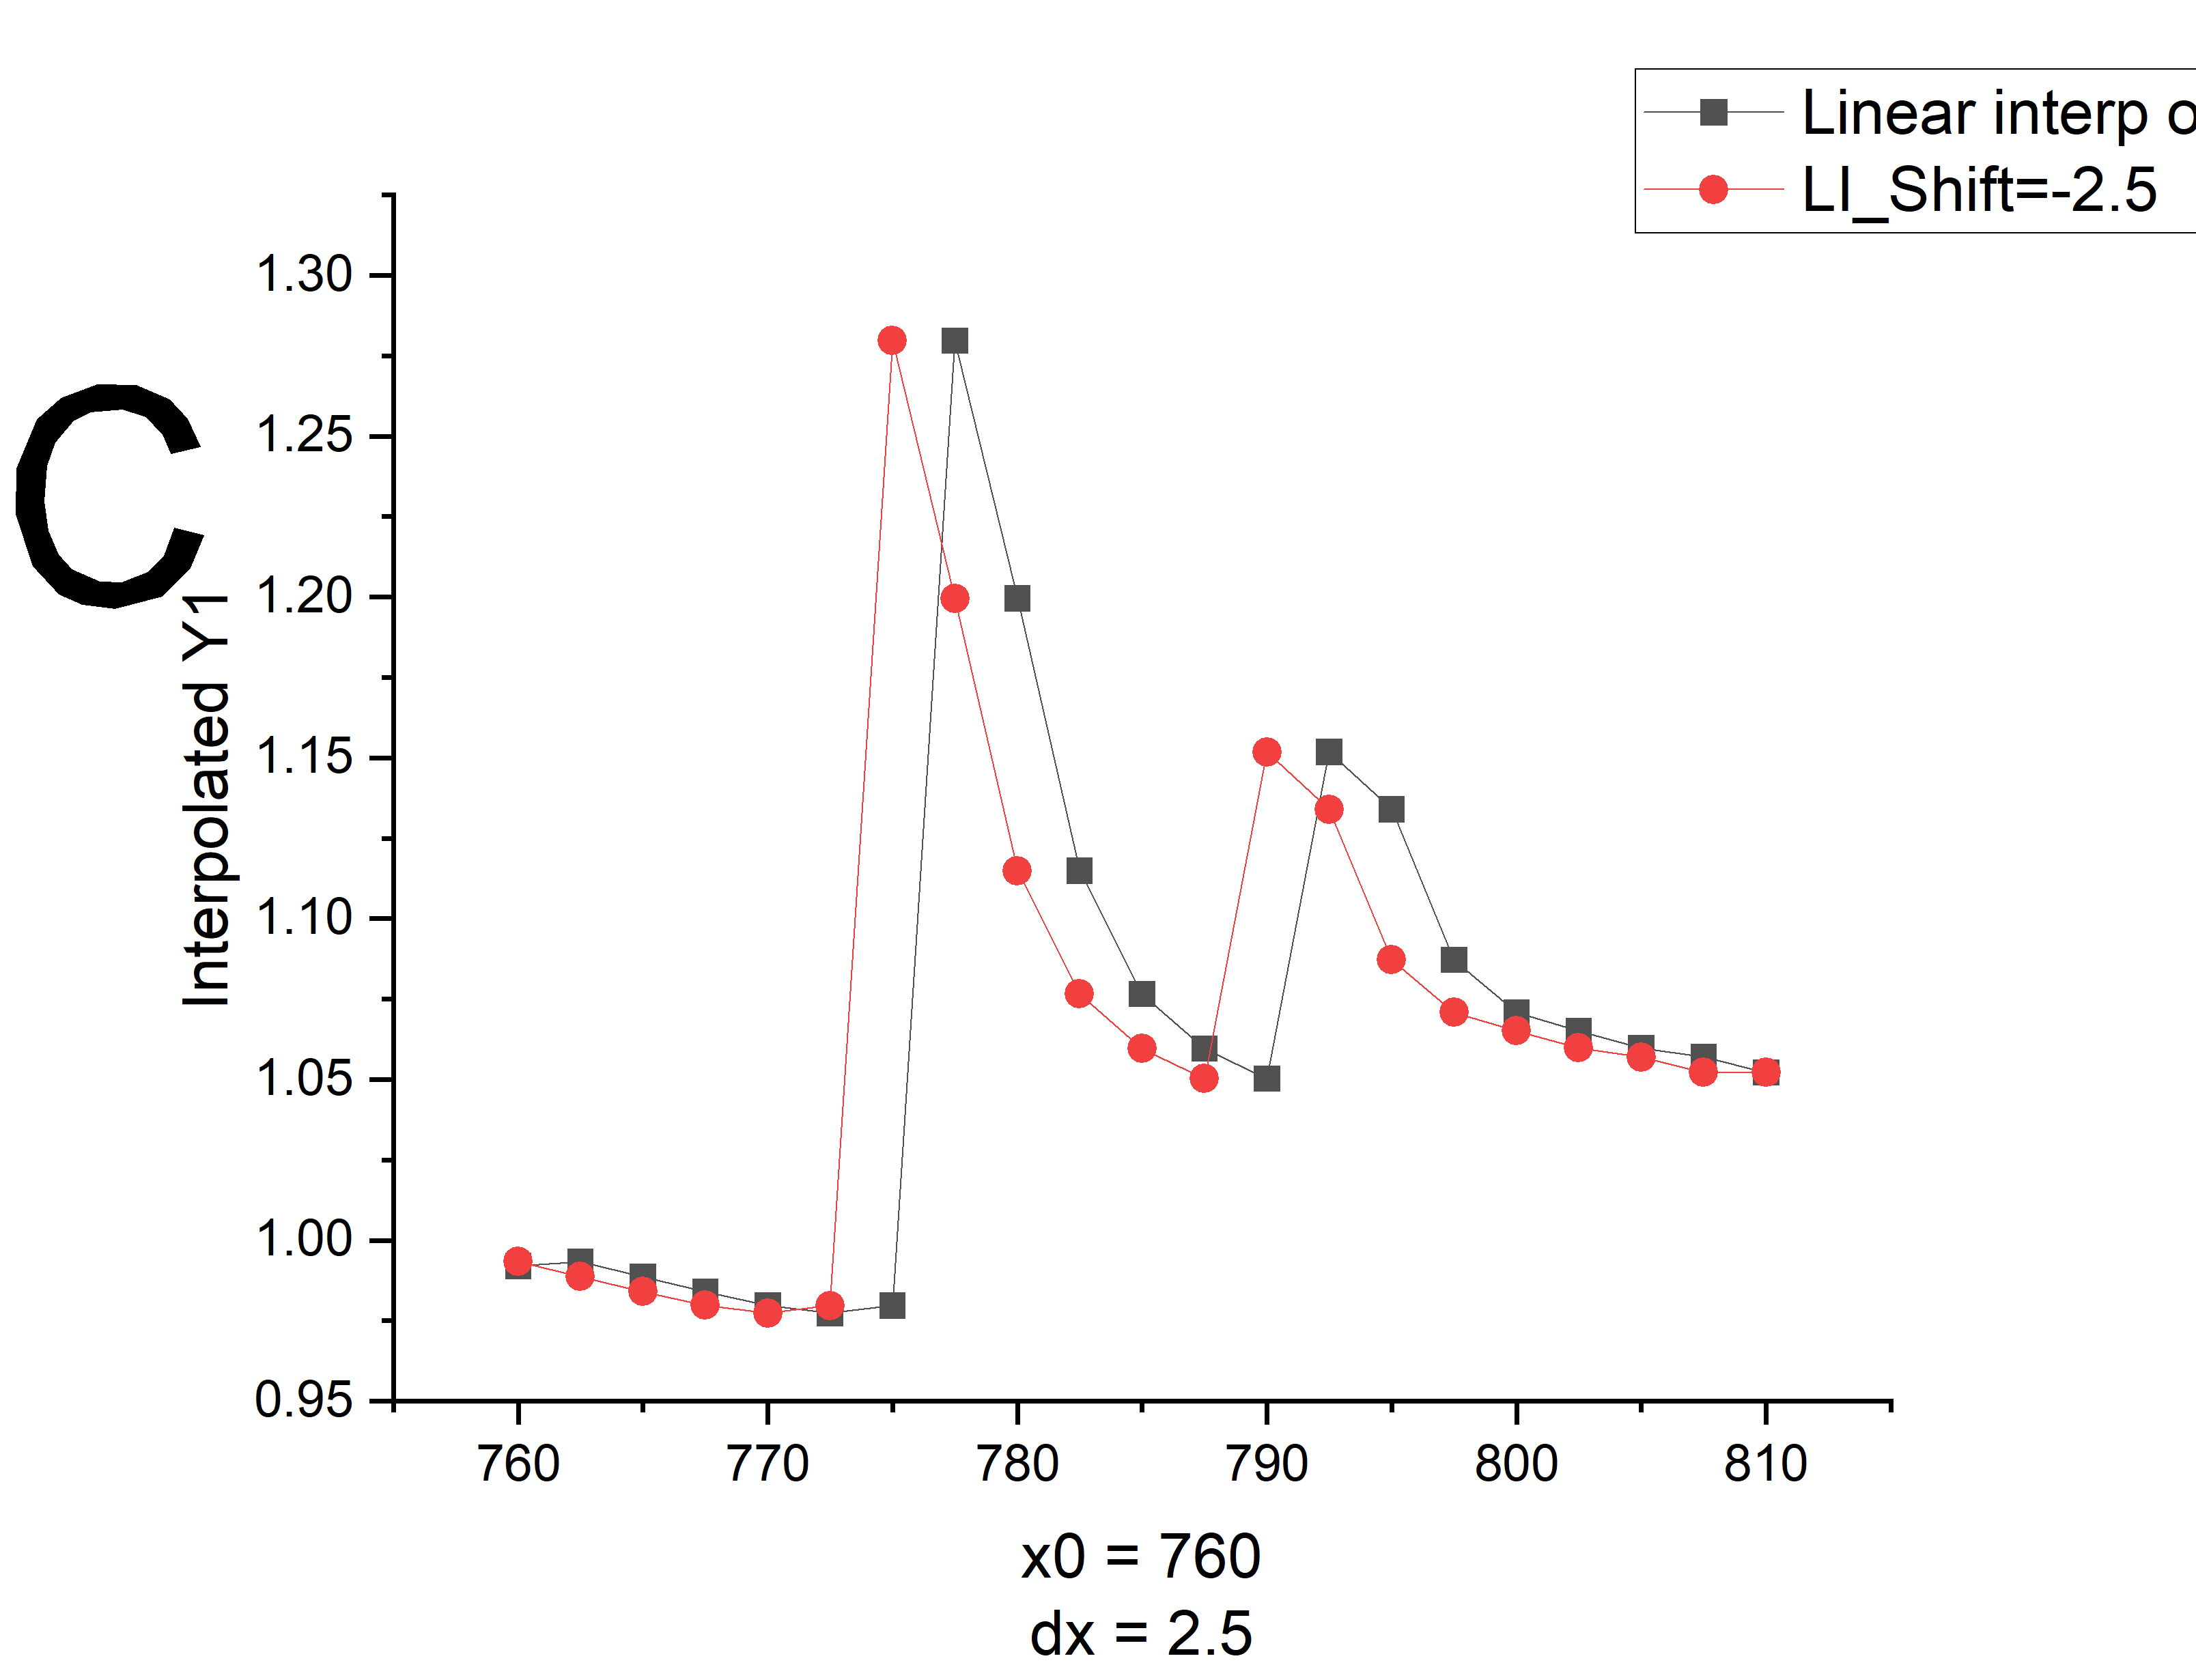 Linear interp o
LI_Shift=-2.5
C
Interpolated Y1
1.30
1.25
1.20
1.15
1.10
1.05
1.00
0.95
760 770 780 790 800 810
x0 = 760
dx = 2.5